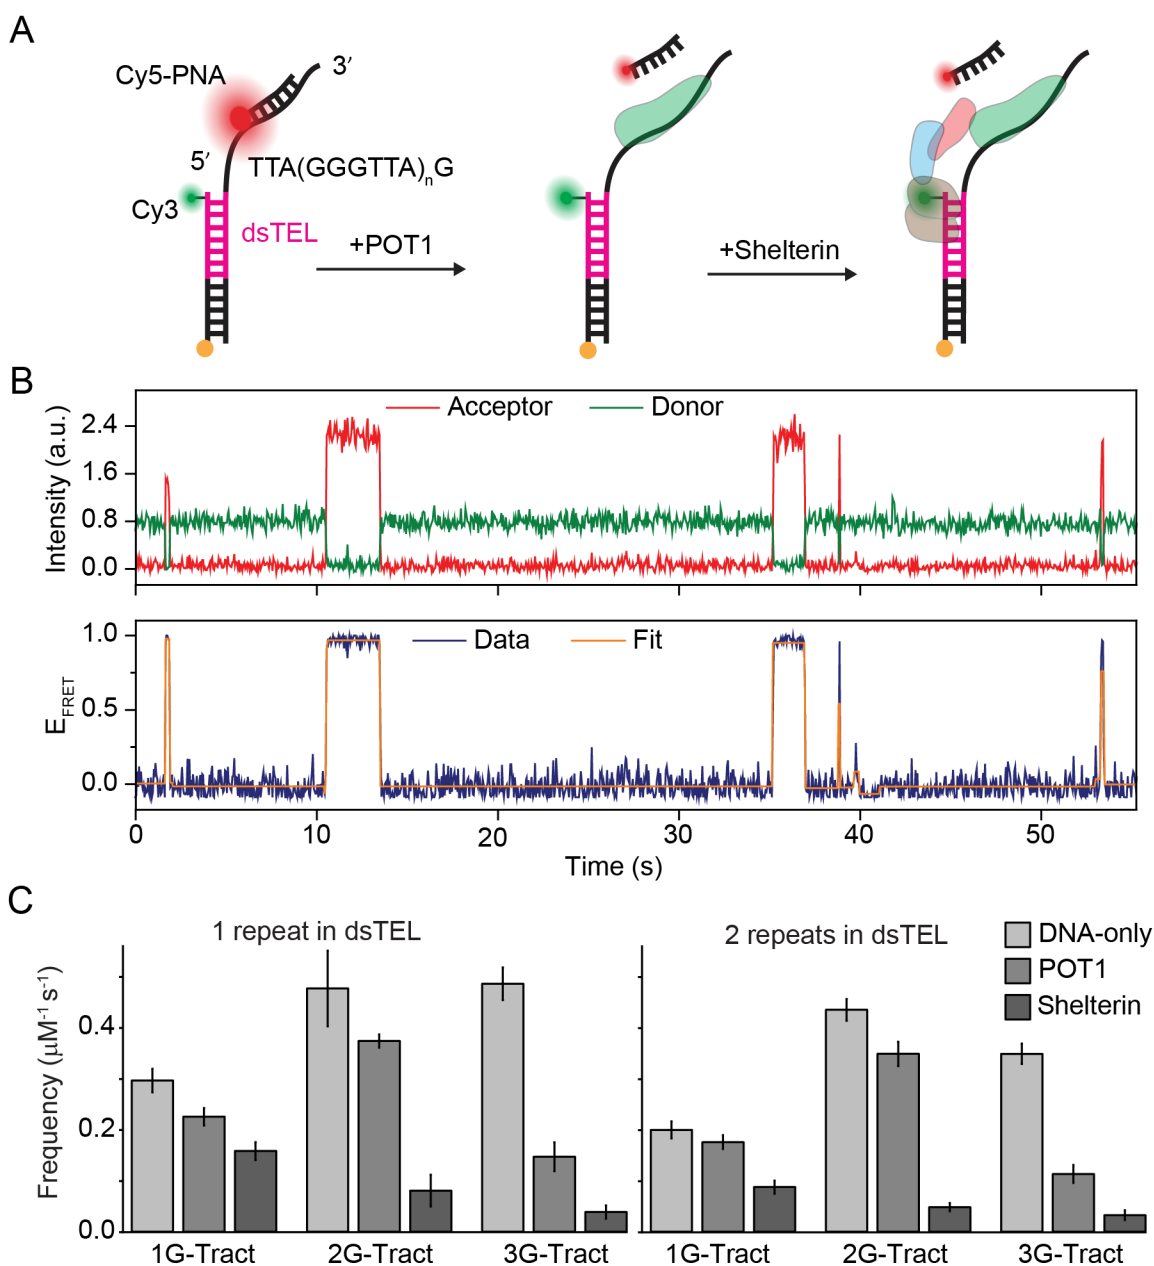 A
Cy5-PNA
3′
5′
TTA(GGGTTA)nG
Cy3
dsTEL
+POT1
+Shelterin
B
Acceptor
Donor
Intensity (a.u.)
2.4
1.6
0.8
0.0
Data
Fit
EFRET
1.0
0.5
0.0
0
10
20
30
40
50
Time (s)
C
1 repeat in dsTEL
2 repeats in dsTEL
DNA-only
POT1
Shelterin
Frequency (μM-1 s-1)
0.4
0.2
0.0
1G-Tract
2G-Tract
3G-Tract
1G-Tract
2G-Tract
3G-Tract